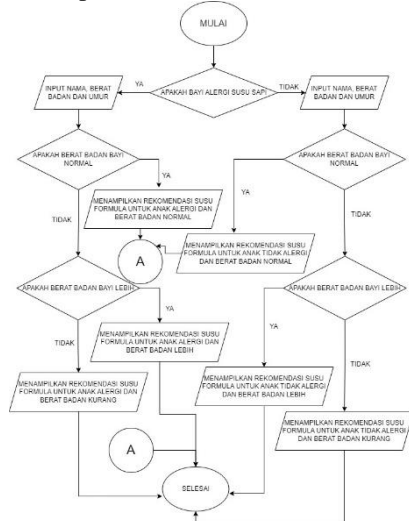 MULAI
APAKAH BAYI ALERGI SUSU SAPI
YA
TIDAK
INPUT NAMA, BERAT
BADAN DAN UMUR
INPUT NAMA, BERAT
BADAN DAN UMUR
APAKAH BERAT BADAN BAYI
NORMAL
APAKAH BERAT BADAN BAYI
NORMAL
YA
YA
MENAMPILKAN REKOMENDASI SUSU
FORMULA UNTUK ANAK ALERGI DAN
BERAT BADAN NORMAL
TIDAK
TIDAK
MENAMPILKAN REKOMENDASI SUSU
FORMULA UNTUK ANAK TIDAK ALERGI
DAN BERAT BADAN NORMAL
A
APAKAH BERAT BADAN BAYI LEBIH
APAKAH BERAT BADAN BAYI LEBIH
YA
YA
TIDAK
MENAMPILKAN REKOMENDASI SUSU
FORMULA UNTUK ANAK ALERGI DAN
BERAT BADAN LEBIH
TIDAK
MENAMPILKAN REKOMENDASI SUSU
FORMULA UNTUK ANAK ALERGI DAN
BERAT BADAN KURANG
MENAMPILKAN REKOMENDASI SUSU
FORMULA UNTUK ANAK TIDAK ALERGI
DAN BERAT BADAN
LEBIH
MENAMPILKAN REKOMENDASI SUSU
FORMULA UNTUK ANAK TIDAK ALERGI
DAN BERAT BADAN KURANG
A
SELESAI